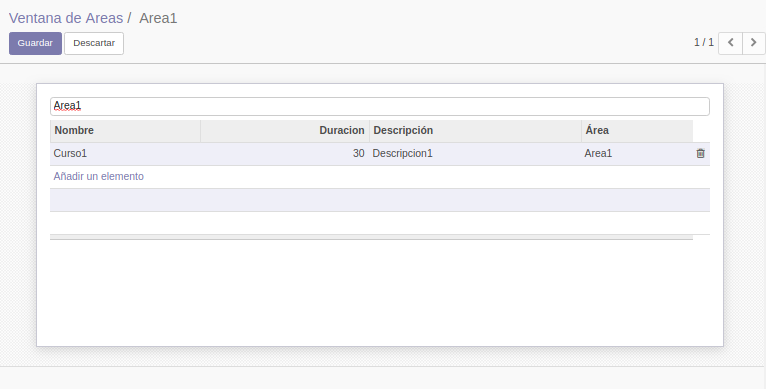 Ventana de Areas / Area1
Guardar Descartar 1 / 1
Area1
Nombre Duracion Descripción Área
Curso1 30 Descripcion1 Area1
Añadir un elemento